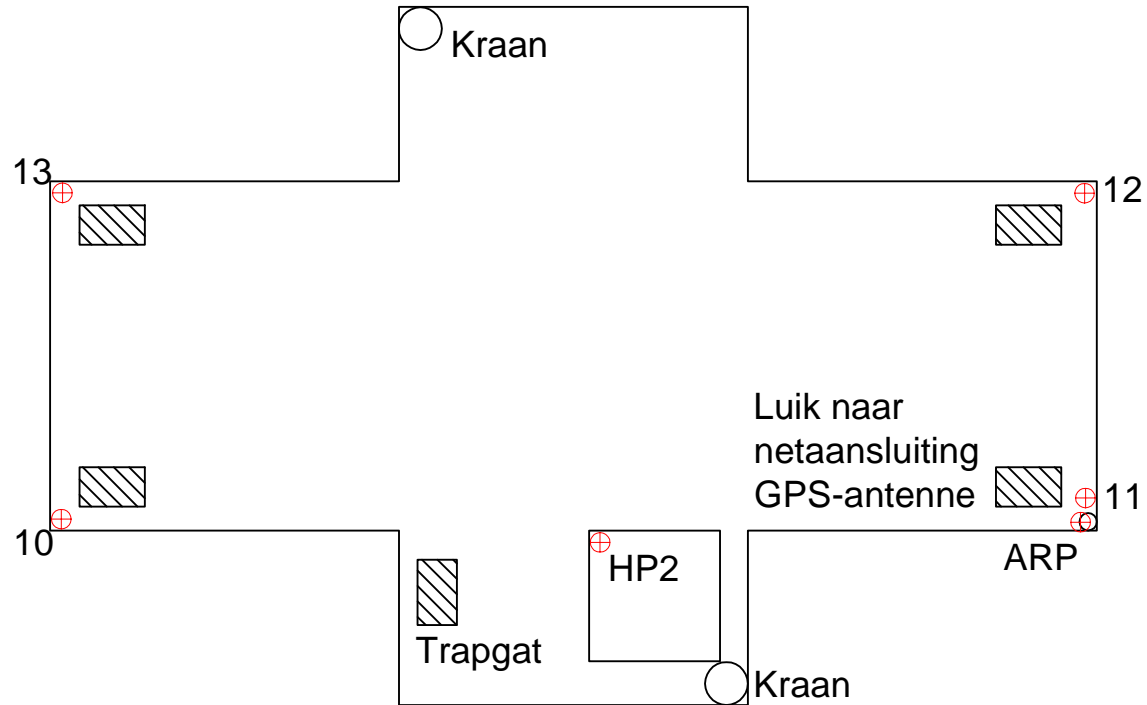 Kraan
13
12
Luik naar
netaansluiting
GPS-antenne
11
10
HP2
ARP
Trapgat
Kraan